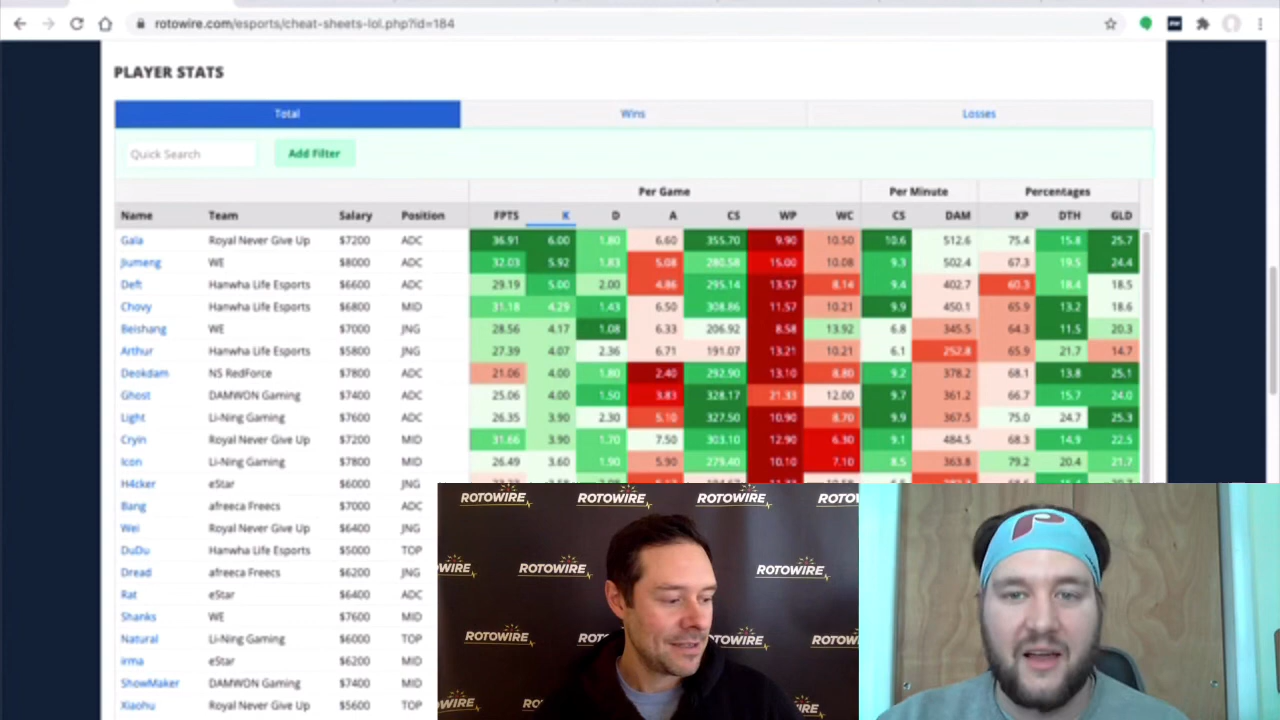 rotowire.com/esports/cheat-sheets-lol.php?id=184
PLAYER STATS
Total Wins Losses
Quick Search Add Filter
Per Game Per Minute Percentages
Name Team Salary Position FPTS K D A CS WP WC CS DAM KP DTH GLD
Gala Royal Never Give Up $7200 ADC 36.91 6.00 1.80 6.60 355.70 9.90 10.50 10.6 512.6 75.4 15.8 25.7
Jiumeng WE $8000 ADC 32.03 5.92 1.83 5.08 280.58 15.00 10.08 9.3 502.4 67.3 19.5 24.4
Deft Hanwha Life Esports $6600 ADC 29.19 5.00 2.00 4.86 295.14 13.57 8.14 9.4 402.7 60.3 18.4 18.5
Chovy Hanwha Life Esports $6800 MID 31.18 4.29 1.43 6.50 308.86 11.57 10.21 9.9 450.1 65.9 13.2 18.6
Beishang WE $7000 JNG 28.56 4.17 1.08 6.33 206.92 8.58 13.92 6.8 345.5 64.3 11.5 20.3
Arthur Hanwha Life Esports $5800 JNG 27.39 4.07 2.36 6.71 191.07 13.21 10.21 6.1 252.8 65.9 21.7 14.7
Deokdam NS RedForce $7800 ADC 21.06 4.00 1.80 2.40 292.90 13.10 8.80 9.2 378.2 68.1 13.8 25.1
Ghost DAMWON Gaming $7400 ADC 25.06 4.00 1.50 3.83 328.17 21.33 12.00 9.7 361.2 66.7 15.7 24.0
Light Li-Ning Gaming $7600 ADC 26.35 3.90 2.30 5.10 327.50 10.90 8.70 9.9 367.5 75.0 24.7 25.3
Cryin Royal Never Give Up $7200 MID 31.66 3.90 1.70 7.50 303.10 12.90 6.30 9.1 484.5 68.3 14.9 22.5
Icon Li-Ning Gaming $7800 MID 26.49 3.60 1.90 5.90 279.40 10.10 7.10 8.5 363.8 79.2 20.4 21.7
H4cker eStar $6000 JNG
Bang afreeca Freecs $7000 ADC
Wei Royal Never Give Up $6400 JNG
DuDu Hanwha Life Esports $5000 TOP
Dread afreeca Freecs $6200 JNG
Rat eStar $6400 ADC
Shanks WE $7600 MID
Natural Li-Ning Gaming $6000 TOP
irma eStar $6200 MID
ShowMaker DAMWON Gaming $7400 MID
Xiaohu Royal Never Give Up $5600 TOP
ROTOWIRE ROTOWIRE ROTOWIRE ROTOWIRE
ROTOWIRE ROTOWIRE
ROTOWIRE ROTOWIRE ROTOWIRE
P